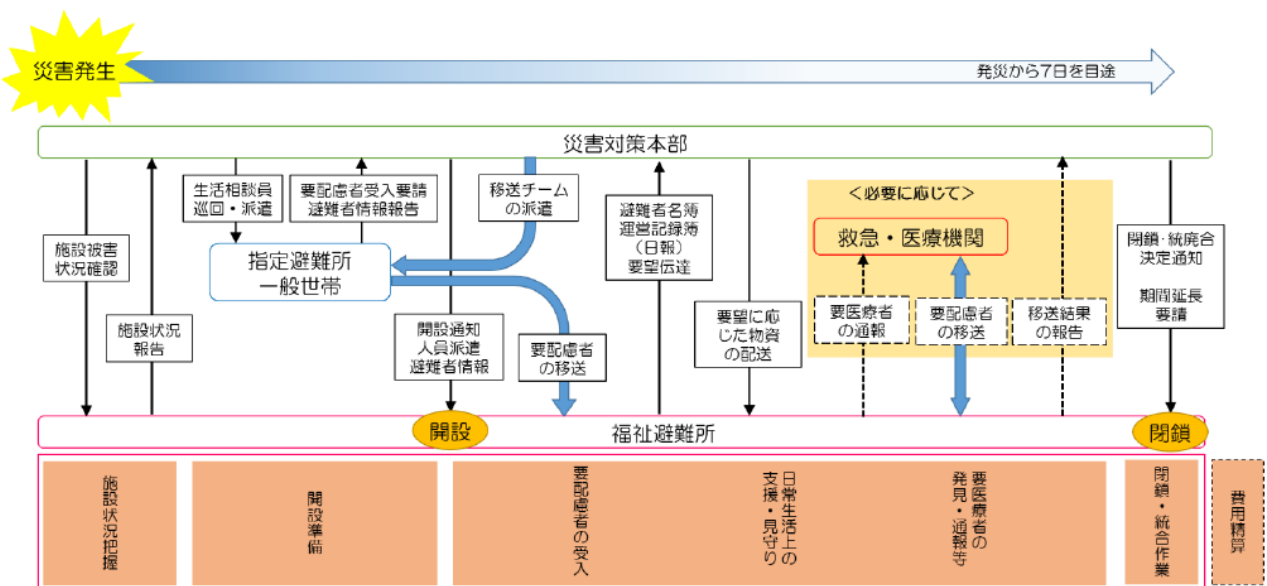 災害発生
発災から7日を目途
災害対策本部
施設被害
状況確認
施設状況
報告
生活相談員
巡回・派遣
要配慮者受入要請
避難者情報報告
指定避難所
一般世帯
開設通知
人員派遣
避難者情報
移送チーム
の派遣
要配慮者
の移送
避難者名簿
運営記録簿
（日報）
要望伝達
要望に応
じた物資
の配送
＜必要に応じて＞
救急・医療機関
要医療者
の通報
要配慮者
の移送
移送結果
の報告
閉鎖・統廃合
決定通知
期間延長
要請
開設
福祉避難所
閉鎖
施設状況把握
開設準備
要配慮者の受入
日常生活上の
支援・見守り
要医療者の
発見・通報等
閉鎖・統合作業
費用精算